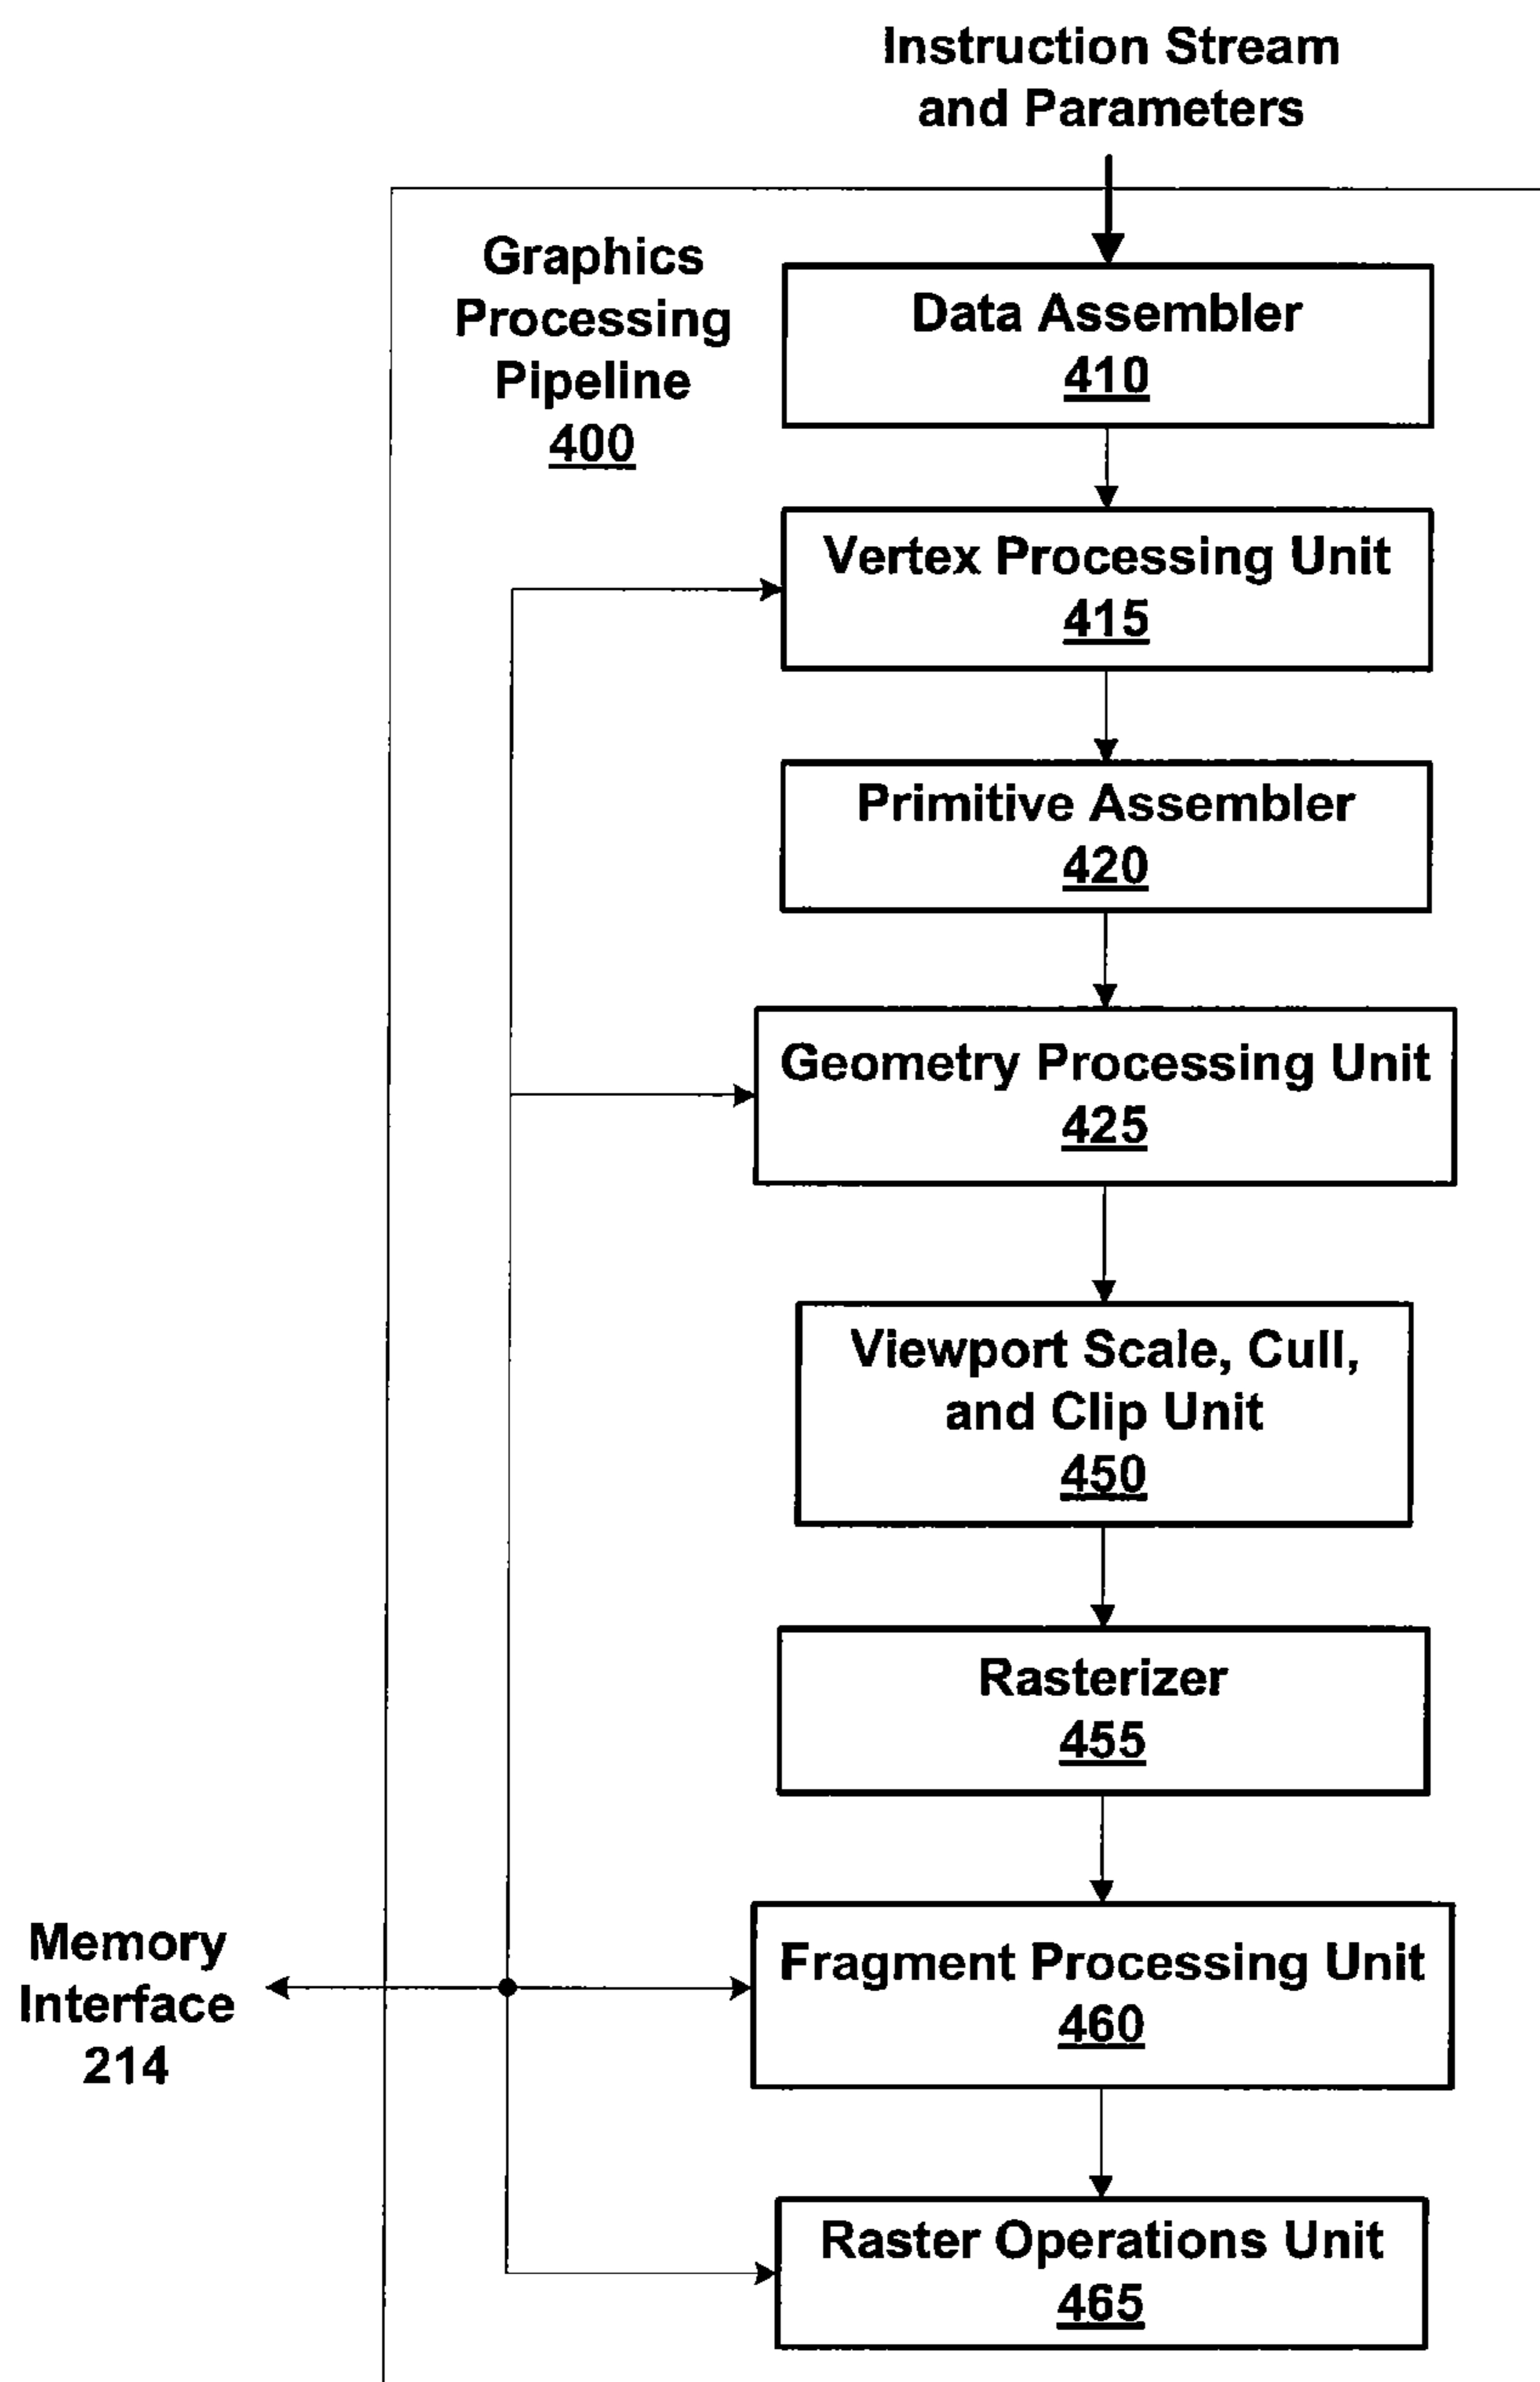 Instruction Stream
and Parameters
Graphics
Processing
Pipeline
400
Data Assembler
410
Vertex Processing Unit
415
Primitive Assembler
420
Geometry Processing Unit
425
Viewport Scale, Cull,
and Clip Unit
450
Rasterizer
455
Memory
Interface
214
Fragment Processing Unit
460
Raster Operations Unit
465